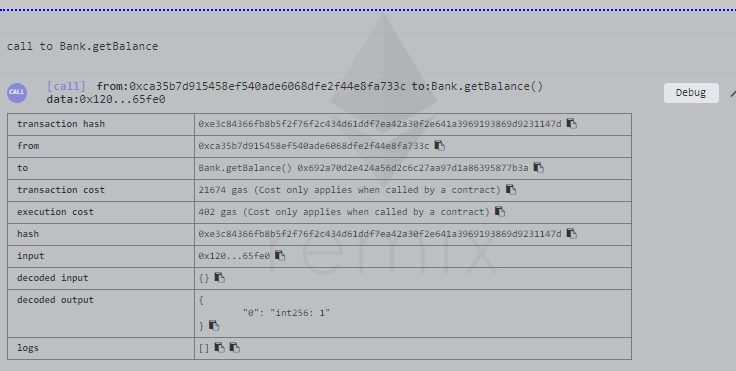 call to Bank.getBalance
CALL [call] from:0xca35b7d915458ef540ade6068dfe2f44e8fa733c to:Bank.getBalance()
data:0x120...65fe0
Debug
transaction hash 0xe3c84366fb8b5f2f76f2c434d61ddf7ea42a30f2e641a3969193869d9231147d
from 0xca35b7d915458ef540ade6068dfe2f44e8fa733c
to Bank.getBalance() 0x692a70d2e424a56d2c6c27aa97d1a86395877b3a
transaction cost 21674 gas (Cost only applies when called by a contract)
execution cost 402 gas (Cost only applies when called by a contract)
hash 0xe3c84366fb8b5f2f76f2c434d61ddf7ea42a30f2e641a3969193869d9231147d
input 0x120...65fe0
decoded input {}
decoded output {
"0": "int256: 1"
}
logs []
remix